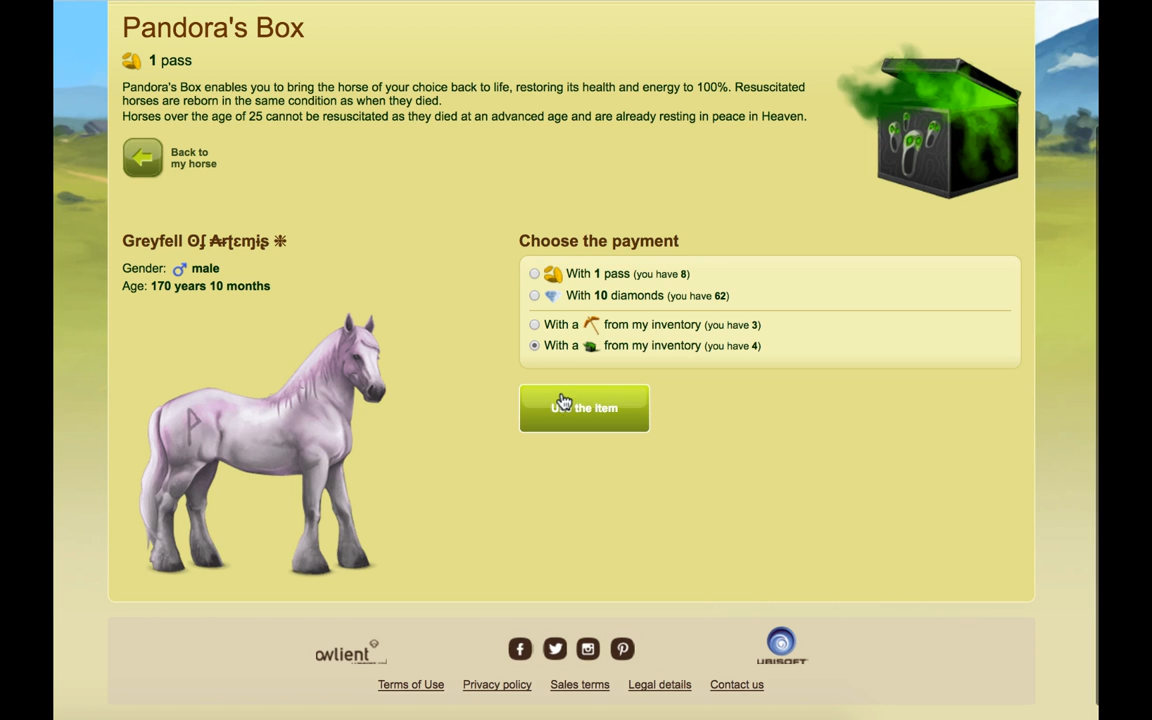 Pandora's Box
1 pass
Pandora's Box enables you to bring the horse of your choice back to life, restoring its health and energy to 100%. Resuscitated
horses are reborn in the same condition as when they died.
Horses over the age of 25 cannot be resuscitated as they died at an advanced age and are already resting in peace in Heaven.
Back to
my horse
Greyfell ʘʆ ₳ɍʈɛɱįʂ ❉
Gender: ♂ male
Age: 170 years 10 months
Choose the payment
With 1 pass (you have 8)
With 10 diamonds (you have 62)
With a from my inventory (you have 3)
With a from my inventory (you have 4)
the item
owlient
UBISOFT
Terms of Use Privacy policy Sales terms Legal details Contact us